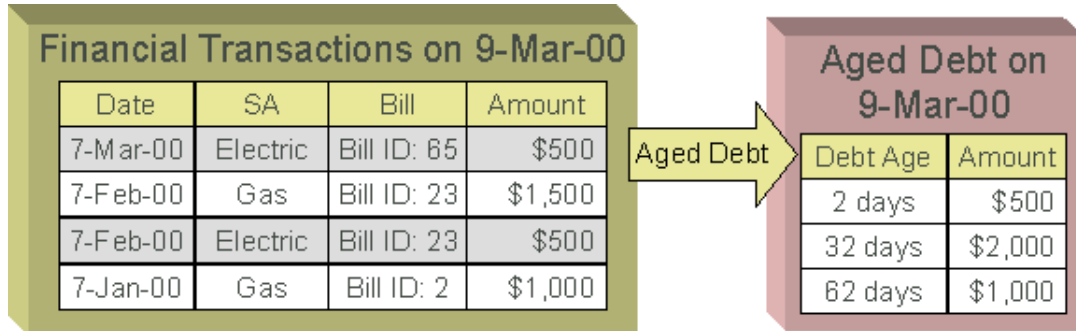 Financial Transactions on 9-Mar-00
Date SA Bill Amount
7-Mar-00 Electric Bill ID: 65 $500
7-Feb-00 Gas Bill ID: 23 $1,500
7-Feb-00 Electric Bill ID: 23 $500
7-Jan-00 Gas Bill ID: 2 $1,000
Aged Debt
Aged Debt on
9-Mar-00
Debt Age Amount
2 days $500
32 days $2,000
62 days $1,000